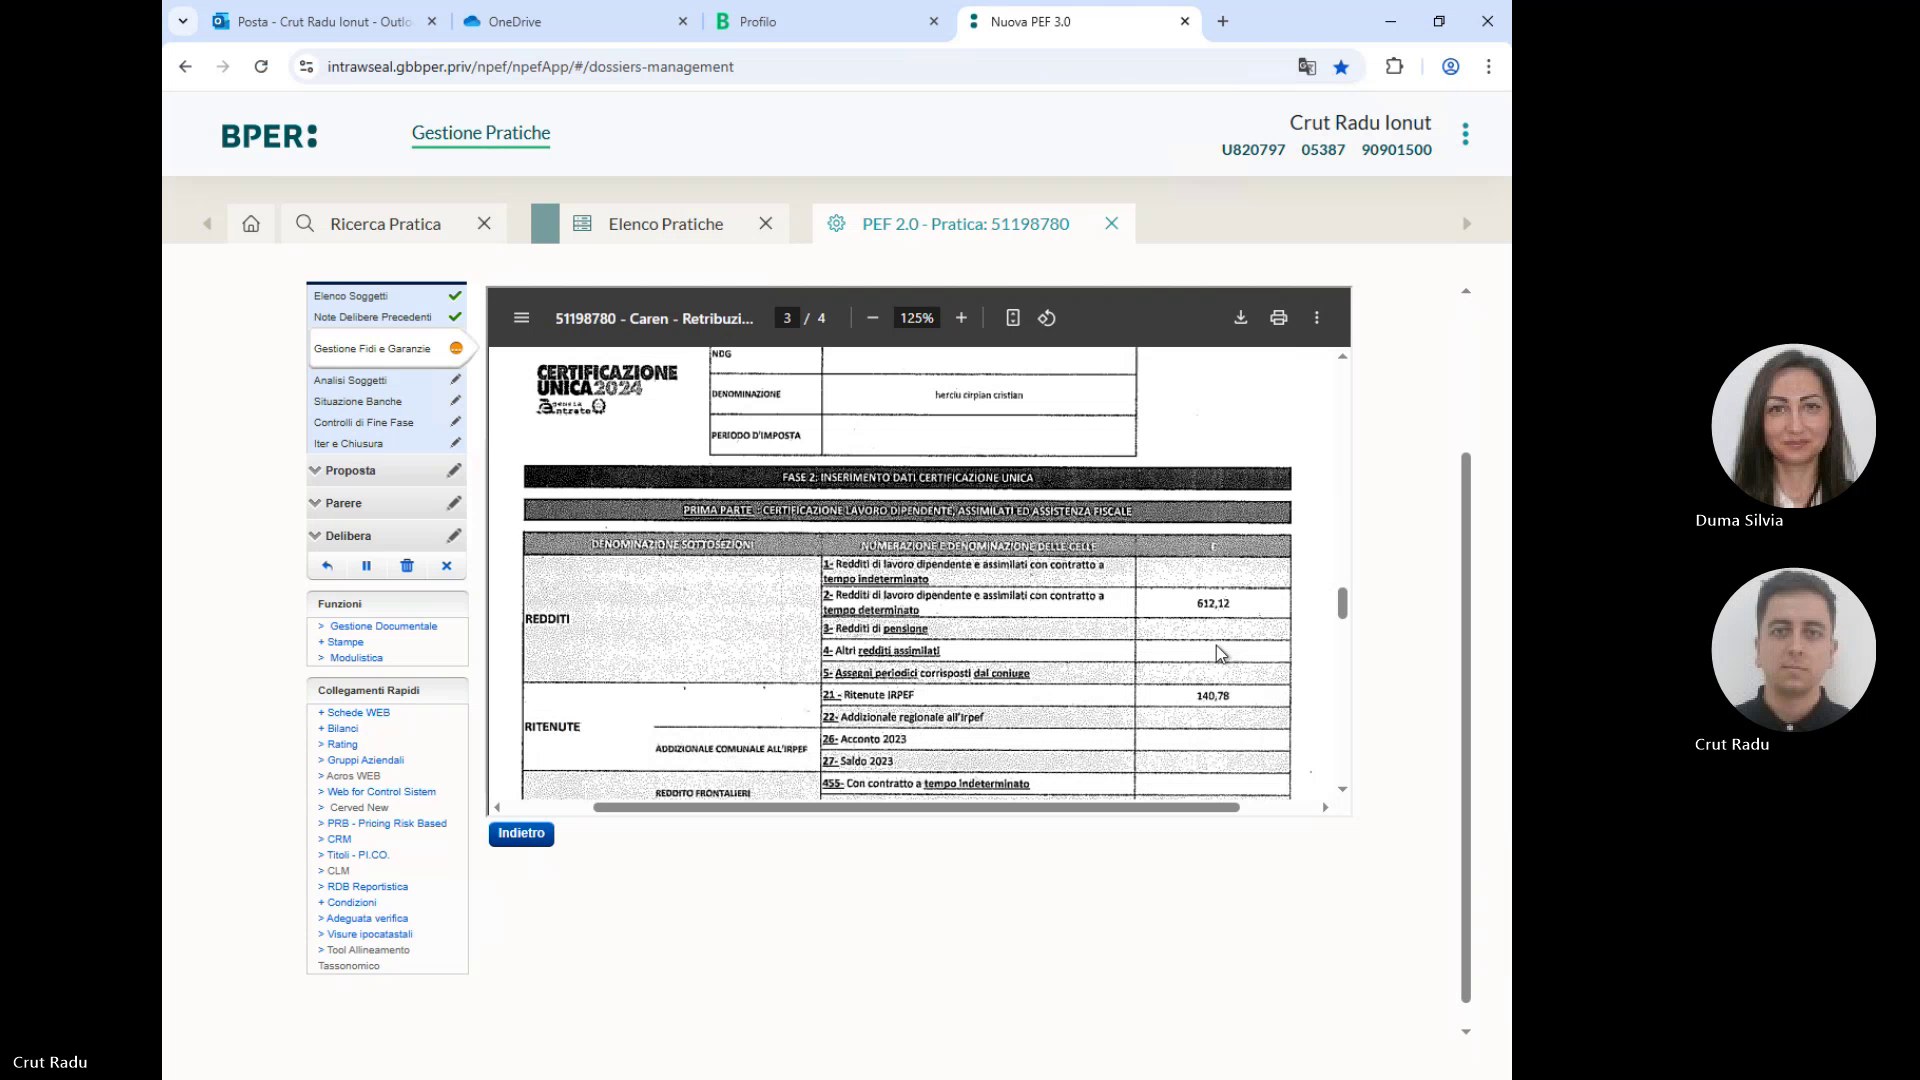 Posta - Crut Radu Ionut - Outlo
OneDrive
Profilo
Nuova PEF 3.0
intrawseal.gbbper.priv/npef/npefApp/#/dossiers-management
BPER:
Gestione Pratiche
Crut Radu Ionut
U820797 05387 90901500
Ricerca Pratica
Elenco Pratiche
PEF 2.0 - Pratica: 51198780
Elenco Soggetti
Note Delibere Precedenti
Gestione Fidi e Garanzie
Analisi Soggetti
Situazione Banche
Controlli di Fine Fase
Iter e Chiusura
Proposta
Parere
Delibera
Funzioni
> Gestione Documentale
+ Stampe
> Modulistica
Collegamenti Rapidi
+ Schede WEB
+ Bilanci
> Rating
> Gruppi Aziendali
> Acros WEB
> Web for Control Sistem
> Cerved New
> PRB - Pricing Risk Based
> CRM
> Titoli - PI.CO.
> CLM
> RDB Reportistica
+ Condizioni
> Adeguata verifica
> Visure ipocatastali
> Tool Allineamento
Tassonomico
51198780 - Caren - Retribuzi...
3 / 4
125%
CERTIFICAZIONE
UNICA2024
agenzia
entrate
NDG
DENOMINAZIONE
herciu cirpian cristian
PERIODO D'IMPOSTA
FASE 2: INSERIMENTO DATI CERTIFICAZIONE UNICA
PRIMA PARTE - CERTIFICAZIONE LAVORO DIPENDENTE, ASSIMILATI ED ASSISTENZA FISCALE
DENOMINAZIONE SOTTOSEZIONI
NUMERAZIONE E DENOMINAZIONE DELLE CELLE
REDDITI
1- Redditi di lavoro dipendente e assimilati con contratto a
tempo indeterminato
2- Redditi di lavoro dipendente e assimilati con contratto a
tempo determinato
612,12
3- Redditi di pensione
4- Altri redditi assimilati
5- Assegni periodici corrisposti dal coniuge
RITENUTE
21 - Ritenute IRPEF
140,78
22- Addizionale regionale all'Irpef
ADDIZIONALE COMUNALE ALL'IRPEF
26- Acconto 2023
27- Saldo 2023
REDDITO FRONTALIERI
455- Con contratto a tempo indeterminato
Indietro
Duma Silvia
Crut Radu
Crut Radu